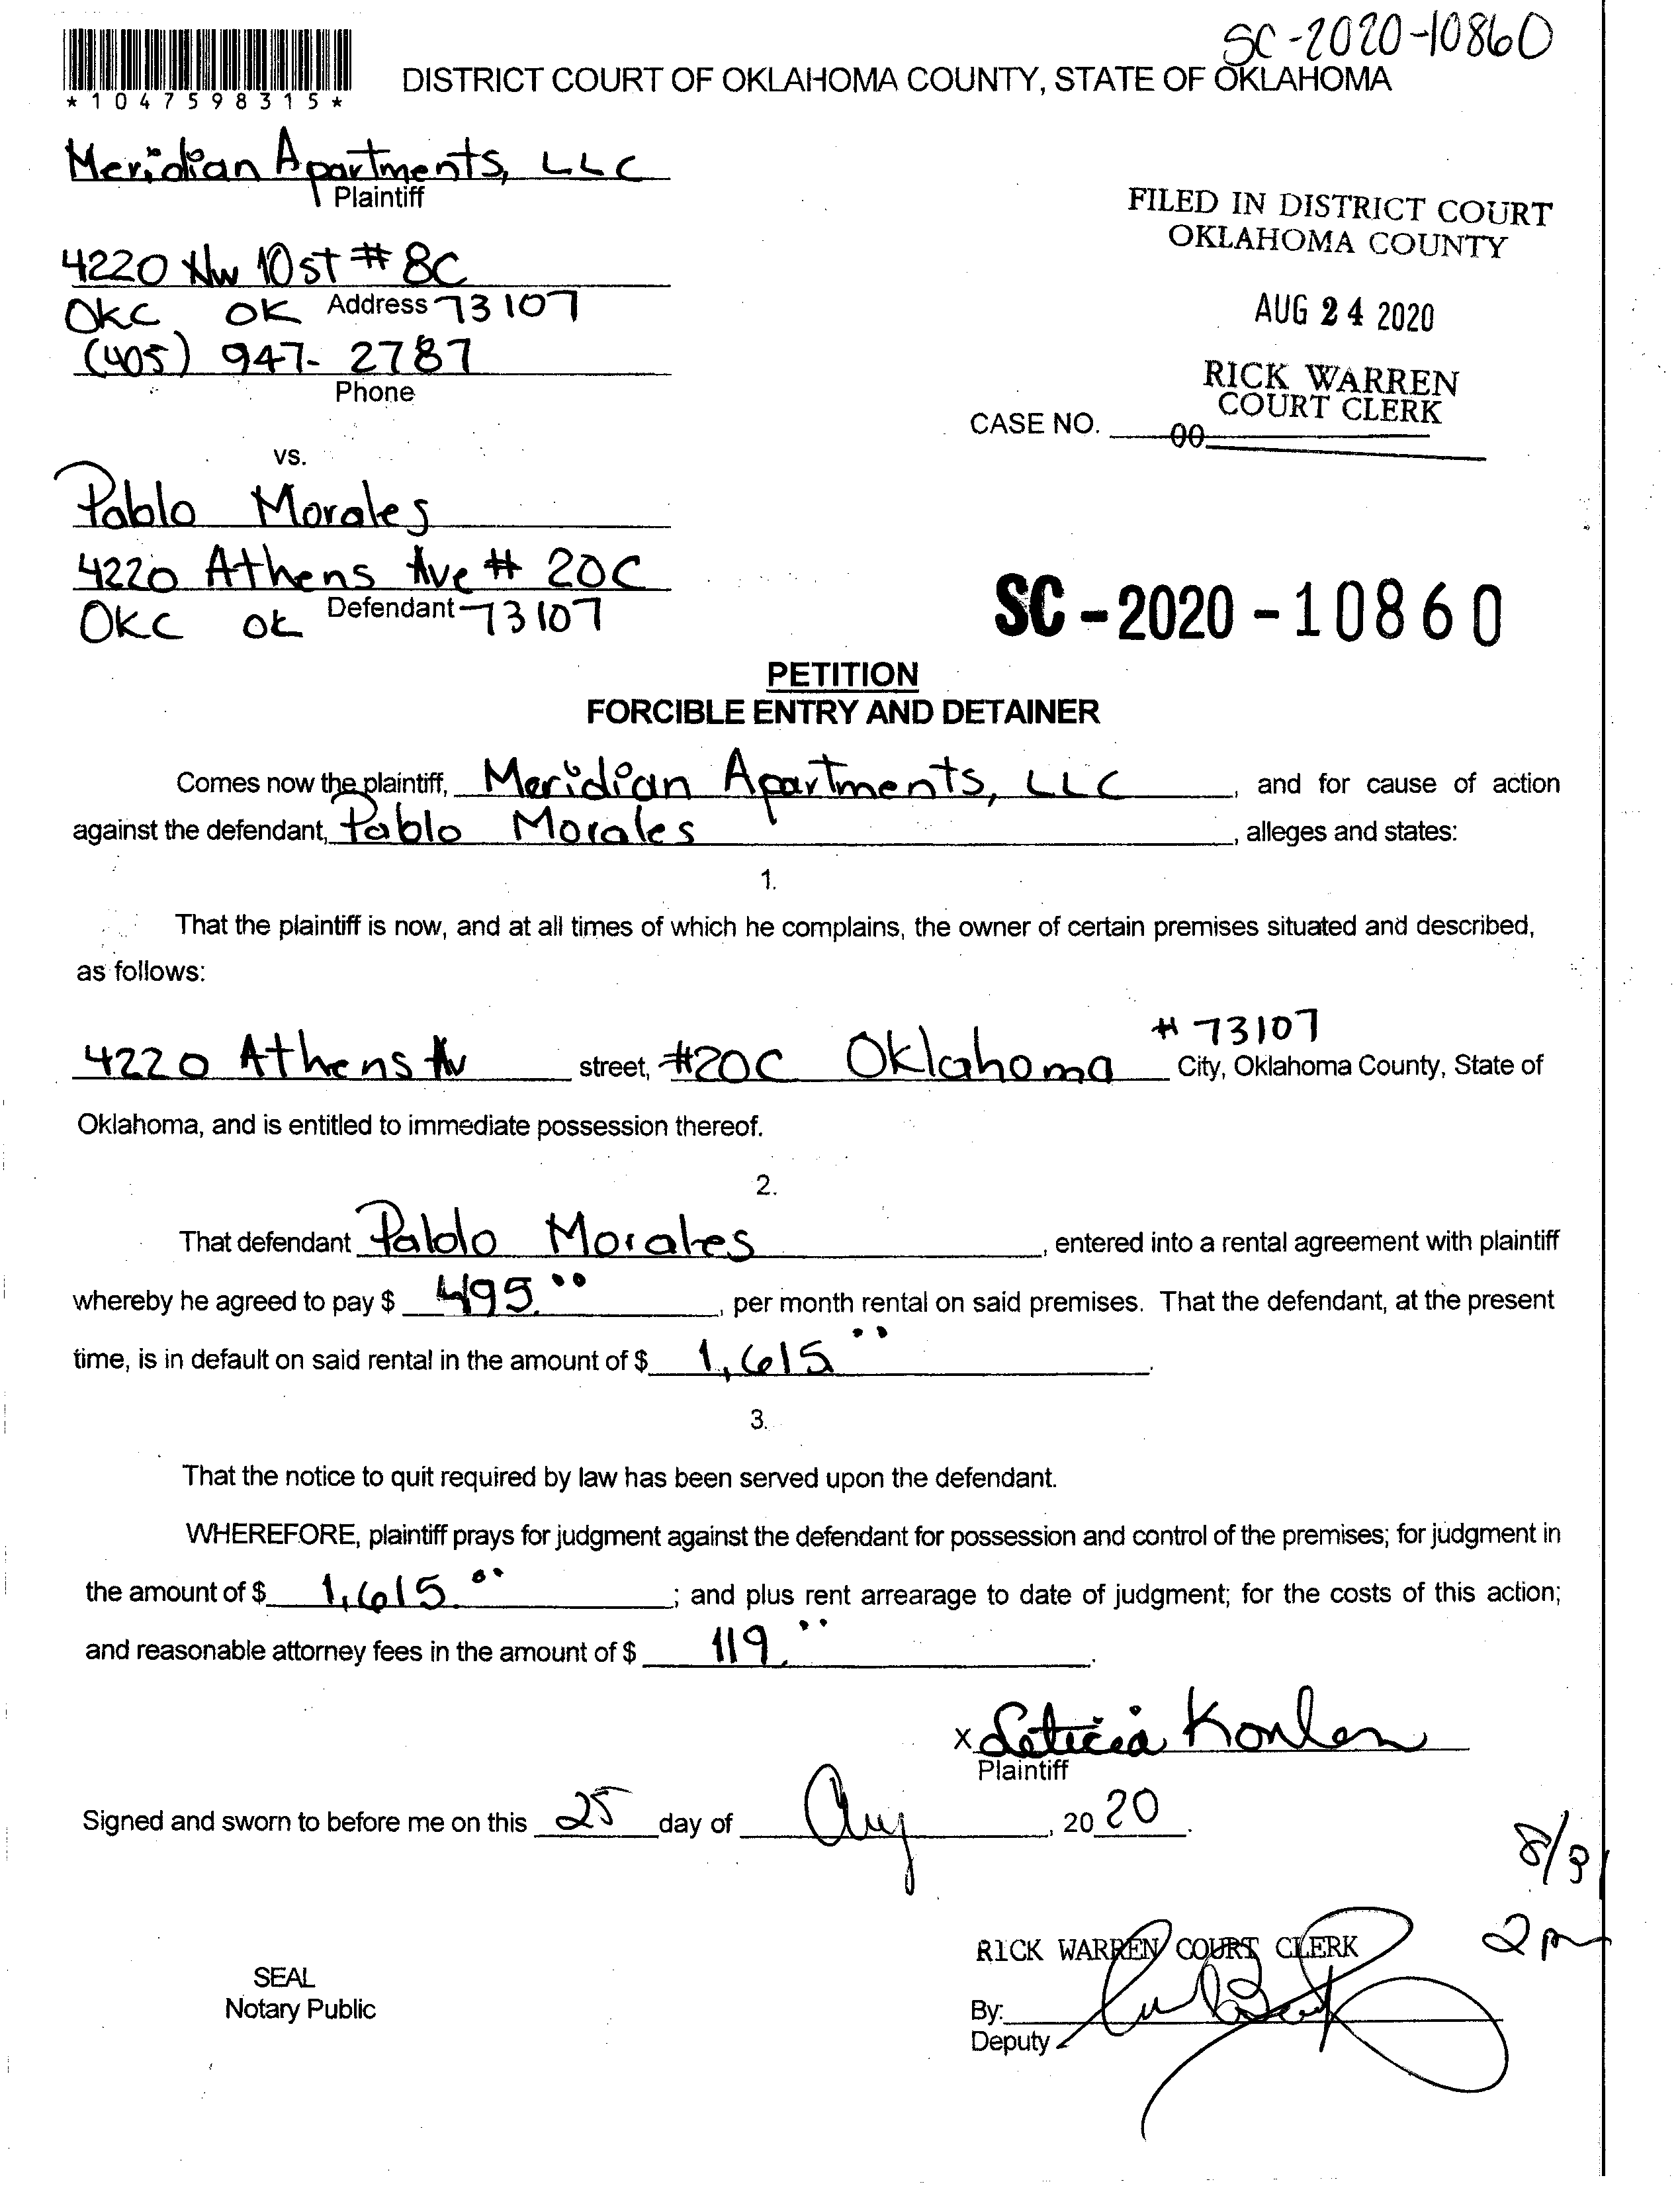 SC-2020-10860
*1047598315*
DISTRICT COURT OF OKLAHOMA COUNTY, STATE OF OKLAHOMA
Meridian Apartments, LLC
Plaintiff
FILED IN DISTRICT COURT
OKLAHOMA COUNTY
4220 NW 10 st # 8C
Address
OKC OK 73107
AUG 24 2020
(405) 947-2787
Phone
RICK WARREN
COURT CLERK
CASE NO.
00
vs.
Pablo Morales
4220 Athens Ave # 20C
Defendant
OKC OK 73107
SC-2020-10860
PETITION
FORCIBLE ENTRY AND DETAINER
Comes now the plaintiff, Meridian Apartments, LLC, and for cause of action
against the defendant, Pablo Morales, alleges and states:
1.
That the plaintiff is now, and at all times of which he complains, the owner of certain premises situated and described,
as follows:
# 73107
4220 Athens Av street, #20C Oklahoma City, Oklahoma County, State of
Oklahoma, and is entitled to immediate possession thereof.
2.
That defendant Pablo Morales, entered into a rental agreement with plaintiff
whereby he agreed to pay $ 495.00, per month rental on said premises. That the defendant, at the present
time, is in default on said rental in the amount of $ 1,615.00.
3.
That the notice to quit required by law has been served upon the defendant.
WHEREFORE, plaintiff prays for judgment against the defendant for possession and control of the premises; for judgment in
the amount of $ 1,615.00; and plus rent arrearage to date of judgment; for the costs of this action;
and reasonable attorney fees in the amount of $ 119.00.
X Leticia
Plaintiff
Signed and sworn to before me on this 25 day of Aug, 2020.
8/31
2pm
RICK WARREN COURT CLERK
SEAL
Notary Public
By:
Deputy